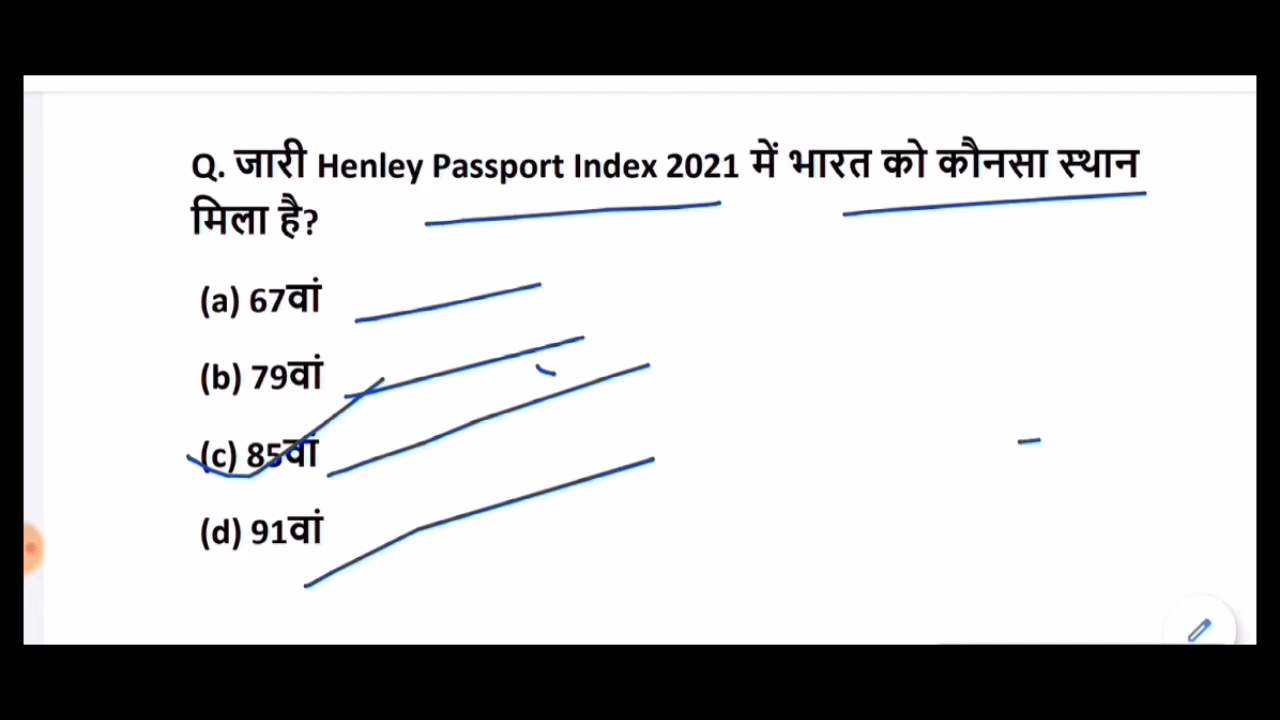 Q. जारी Henley Passport Index 2021 में भारत को कौनसा स्थान
मिला है?
(a) 67वां
(b) 79वां
(c) 85वां
(d) 91वां